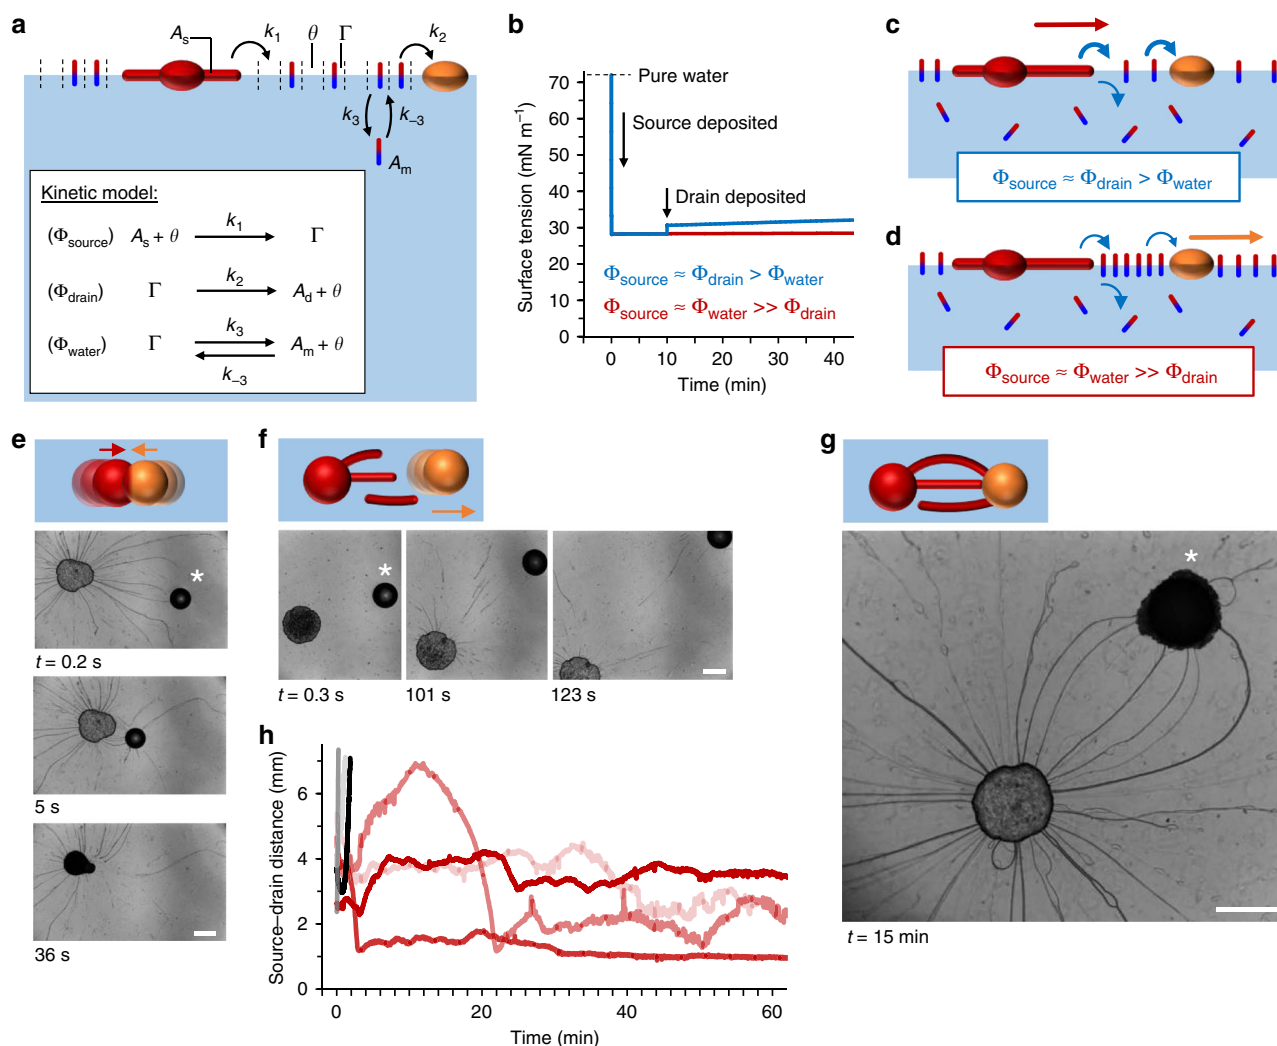 a
A_s
k_1
θ
Γ
k_2
k_3
k_{–3}
A_m
Kinetic model:
(Φ_source) A_s + θ k_1 Γ
(Φ_drain) Γ k_2 A_d + θ
(Φ_water) Γ k_3 k_{–3} A_m + θ
b
Surface tension (mN m⁻¹)
70
60
50
40
30
20
10
0
Pure water
Source deposited
Drain deposited
Φ_source ≈ Φ_drain > Φ_water
Φ_source ≈ Φ_water >> Φ_drain
0 10 20 30 40
Time (min)
c
Φ_source ≈ Φ_drain > Φ_water
d
Φ_source ≈ Φ_water >> Φ_drain
e
*
t = 0.2 s
5 s
36 s
f
*
t = 0.3 s
101 s
123 s
g
*
t = 15 min
h
Source–drain distance (mm)
6
4
2
0
0 20 40 60
Time (min)